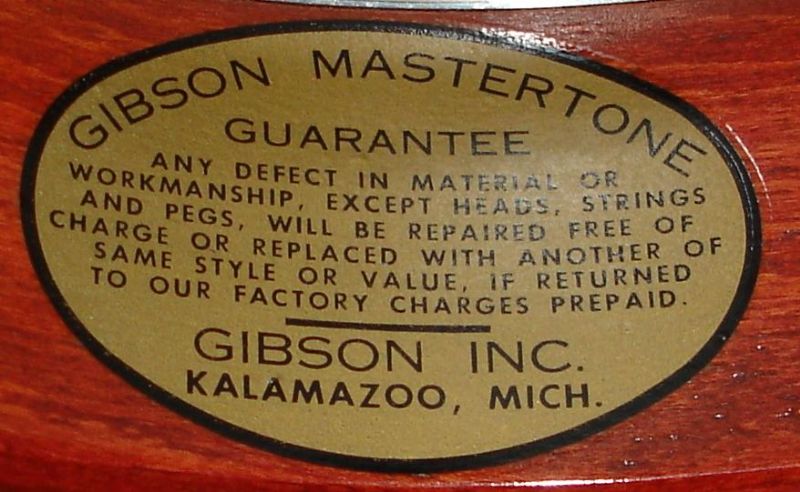 GIBSON MASTERTONE
GUARANTEE
ANY DEFECT IN MATERIAL OR
WORKMANSHIP, EXCEPT HEADS, STRINGS
AND PEGS, WILL BE REPAIRED FREE OF
CHARGE OR REPLACED WITH ANOTHER OF
SAME STYLE OR VALUE, IF RETURNED
TO OUR FACTORY CHARGES PREPAID.
GIBSON INC.
KALAMAZOO, MICH.